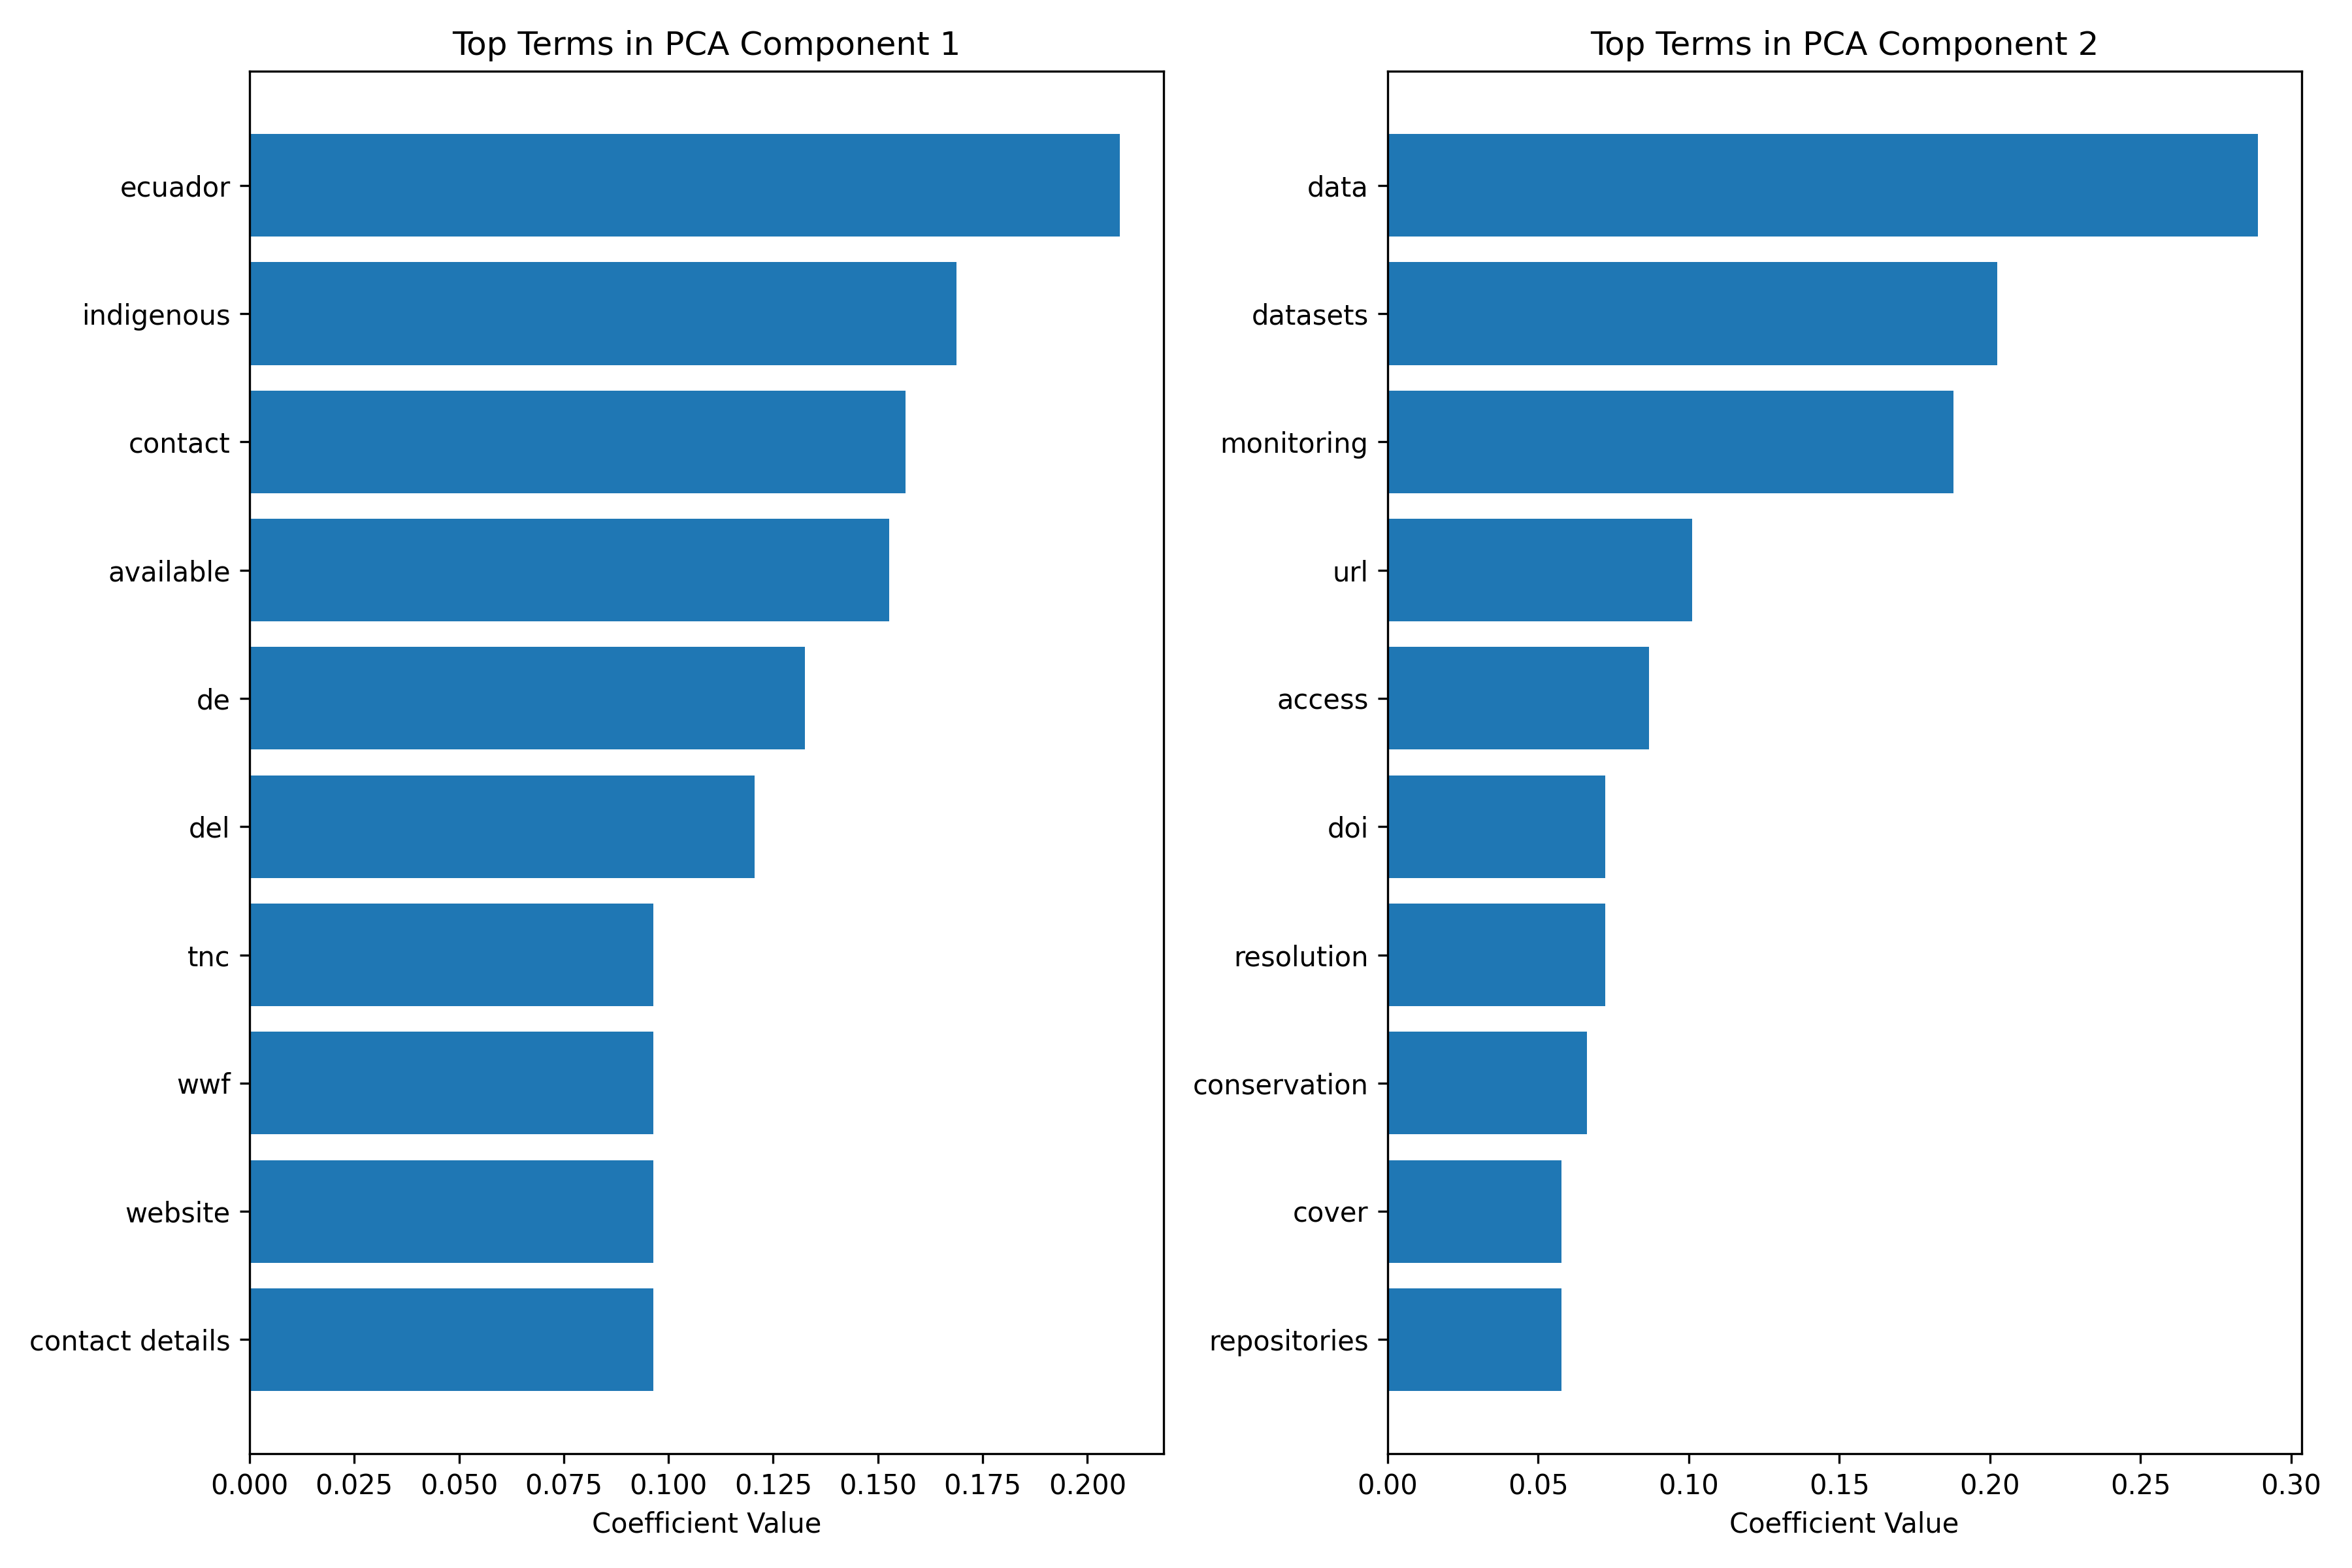 Top Terms in PCA Component 1
ecuador
indigenous
contact
available
de
del
tnc
wwf
website
contact details
0.000 0.025 0.050 0.075 0.100 0.125 0.150 0.175 0.200
Coefficient Value
Top Terms in PCA Component 2
data
datasets
monitoring
url
access
doi
resolution
conservation
cover
repositories
0.00 0.05 0.10 0.15 0.20 0.25 0.30
Coefficient Value